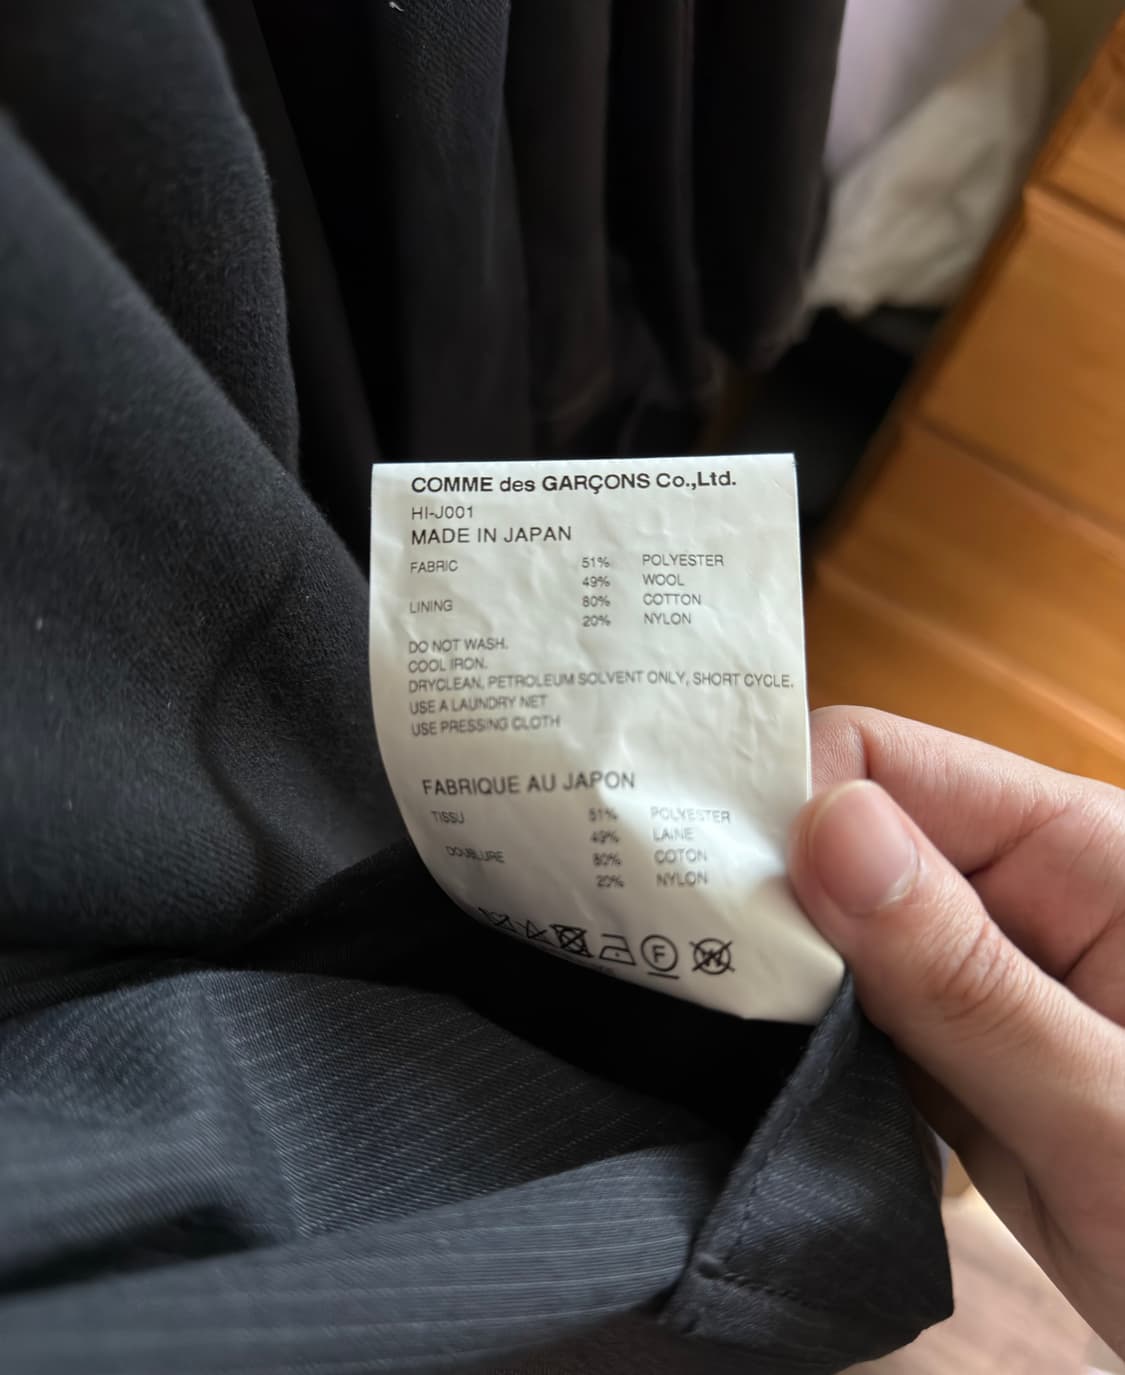 COMME des GARÇONS Co.,Ltd.
HI-J001
MADE IN JAPAN
FABRIC 51% POLYESTER
49% WOOL
LINING 80% COTTON
20% NYLON
DO NOT WASH.
COOL IRON.
DRYCLEAN, PETROLEUM SOLVENT ONLY, SHORT CYCLE.
USE A LAUNDRY NET
USE PRESSING CLOTH
FABRIQUE AU JAPON
TISSU 51% POLYESTER
49% LAINE
DOUBLURE 80% COTON
20% NYLON
F W